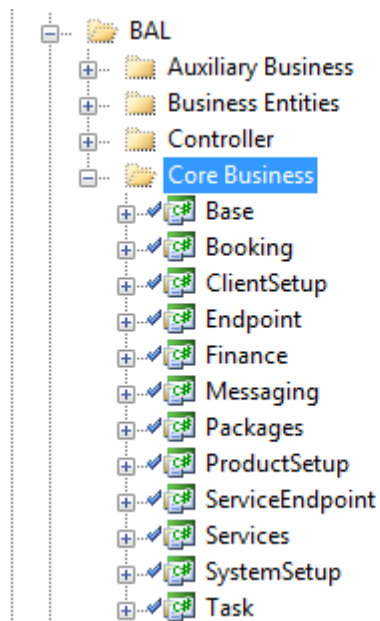 BAL
Auxiliary Business
Business Entities
Controller
Core Business
C# Base
C# Booking
C# ClientSetup
C# Endpoint
C# Finance
C# Messaging
C# Packages
C# ProductSetup
C# ServiceEndpoint
C# Services
C# SystemSetup
C# Task